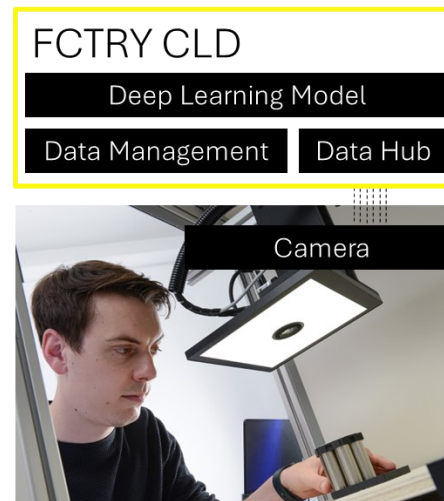 FCTRY CLD
Deep Learning Model
Data Management
Data Hub
Camera